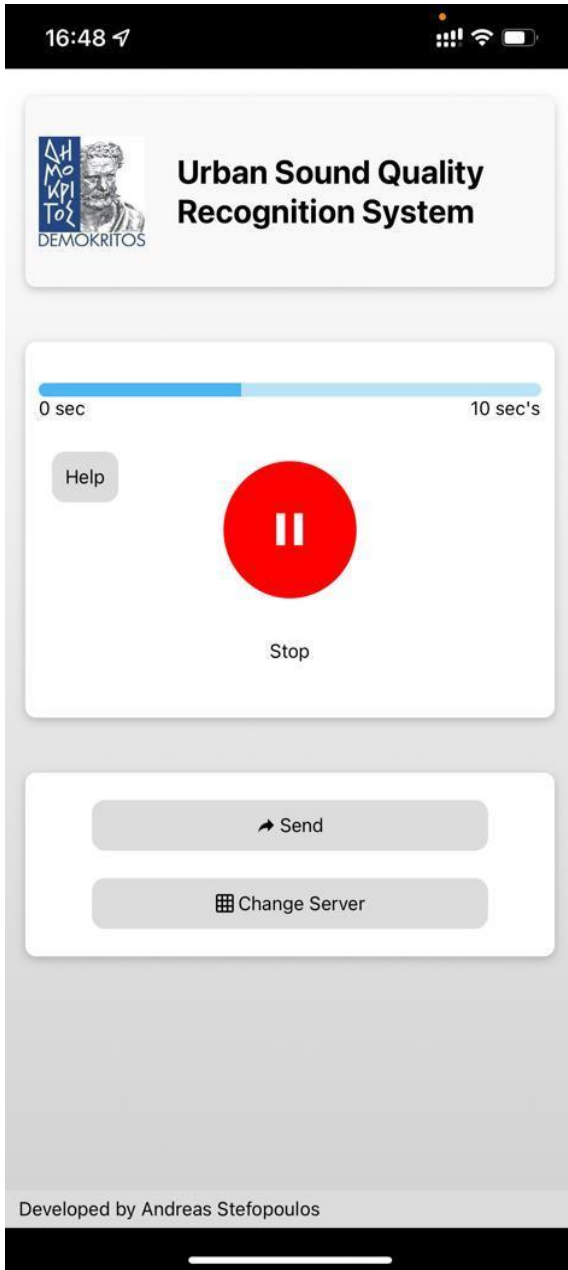 16:48
ΔΗ
ΜΟ
ΚΡΙ
ΤΟΣ
DEMOKRITOS
Urban Sound Quality
Recognition System
0 sec
10 sec's
Help
Stop
Send
Change Server
Developed by Andreas Stefopoulos